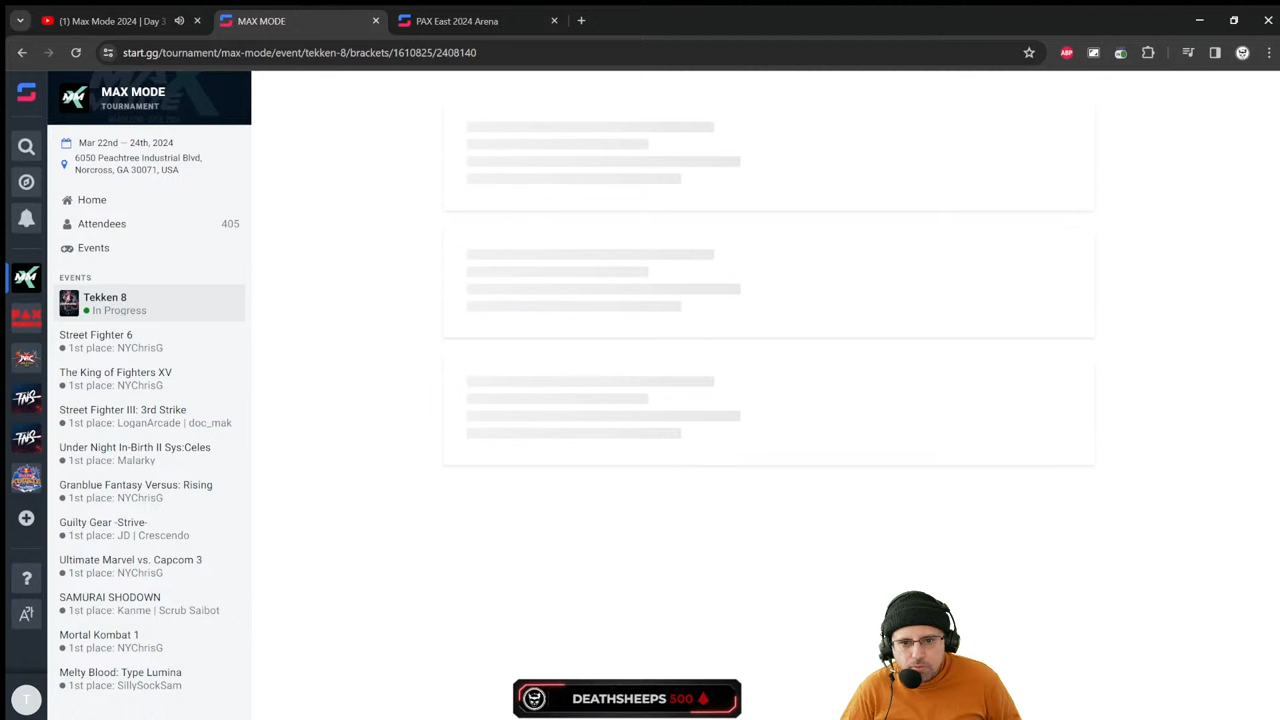 (1) Max Mode 2024 | Day 3
MAX MODE
PAX East 2024 Arena
start.gg/tournament/max-mode/event/tekken-8/brackets/1610825/2408140
ABP
MAX MODE
TOURNAMENT
Mar 22nd — 24th, 2024
6050 Peachtree Industrial Blvd,
Norcross, GA 30071, USA
Home
Attendees 405
Events
EVENTS
Tekken 8
In Progress
Street Fighter 6
1st place: NYChrisG
The King of Fighters XV
1st place: NYChrisG
Street Fighter III: 3rd Strike
1st place: LoganArcade | doc_mak
Under Night In-Birth II Sys:Celes
1st place: Malarky
Granblue Fantasy Versus: Rising
1st place: NYChrisG
Guilty Gear -Strive-
1st place: JD | Crescendo
Ultimate Marvel vs. Capcom 3
1st place: NYChrisG
SAMURAI SHODOWN
1st place: Kanme | Scrub Saibot
Mortal Kombat 1
1st place: NYChrisG
Melty Blood: Type Lumina
1st place: SillySockSam
PAX
TNS
TNS
T
DEATHSHEEPS 500